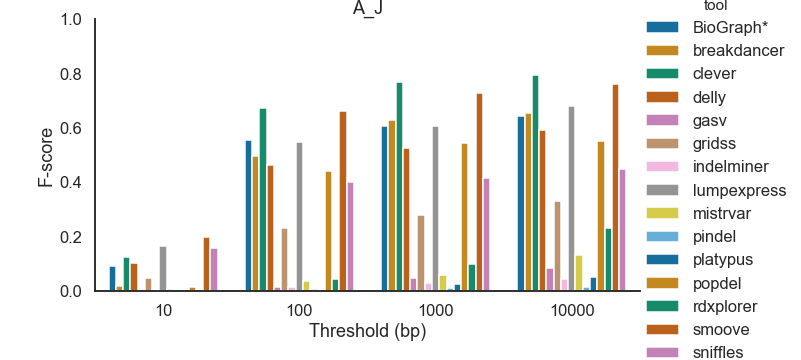 A_J
tool
1.0
0.8
0.6
0.4
0.2
0.0
F-score
10
100
1000
10000
Threshold (bp)
BioGraph*
breakdancer
clever
delly
gasv
gridss
indelminer
lumpexpress
mistrvar
pindel
platypus
popdel
rdxplorer
smoove
sniffles